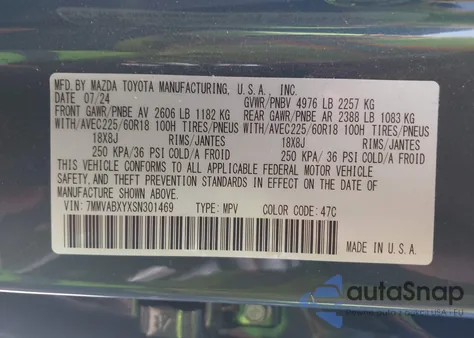 MFD.BY MAZDA TOYOTA MANUFACTURING, U.S.A., INC.
DATE 07/24 GVWR/PNBV 4976 LB 2257 KG
FRONT GAWR/PNBE AV 2606 LB 1182 KG REAR GAWR/PNBE AR 2388 LB 1083 KG
WITH/AVEC225/60R18 100H TIRES/PNEUS WITH/AVEC225/60R18 100H TIRES/PNEUS
18X8J RIMS/JANTES 18X8J RIMS/JANTES
250 KPA/36 PSI COLD/A FROID 250 KPA/36 PSI COLD/A FROID
THIS VEHICLE CONFORMS TO ALL APPLICABLE FEDERAL MOTOR VEHICLE
SAFETY, AND THEFT PREVENTION STANDARDS IN EFFECT ON THE DATE OF
MANUFACTURE SHOWN ABOVE.
VIN: 7MMVABXYXSN301469 TYPE: MPV COLOR CODE: 47C
MADE IN U.S.A.
autoSnap